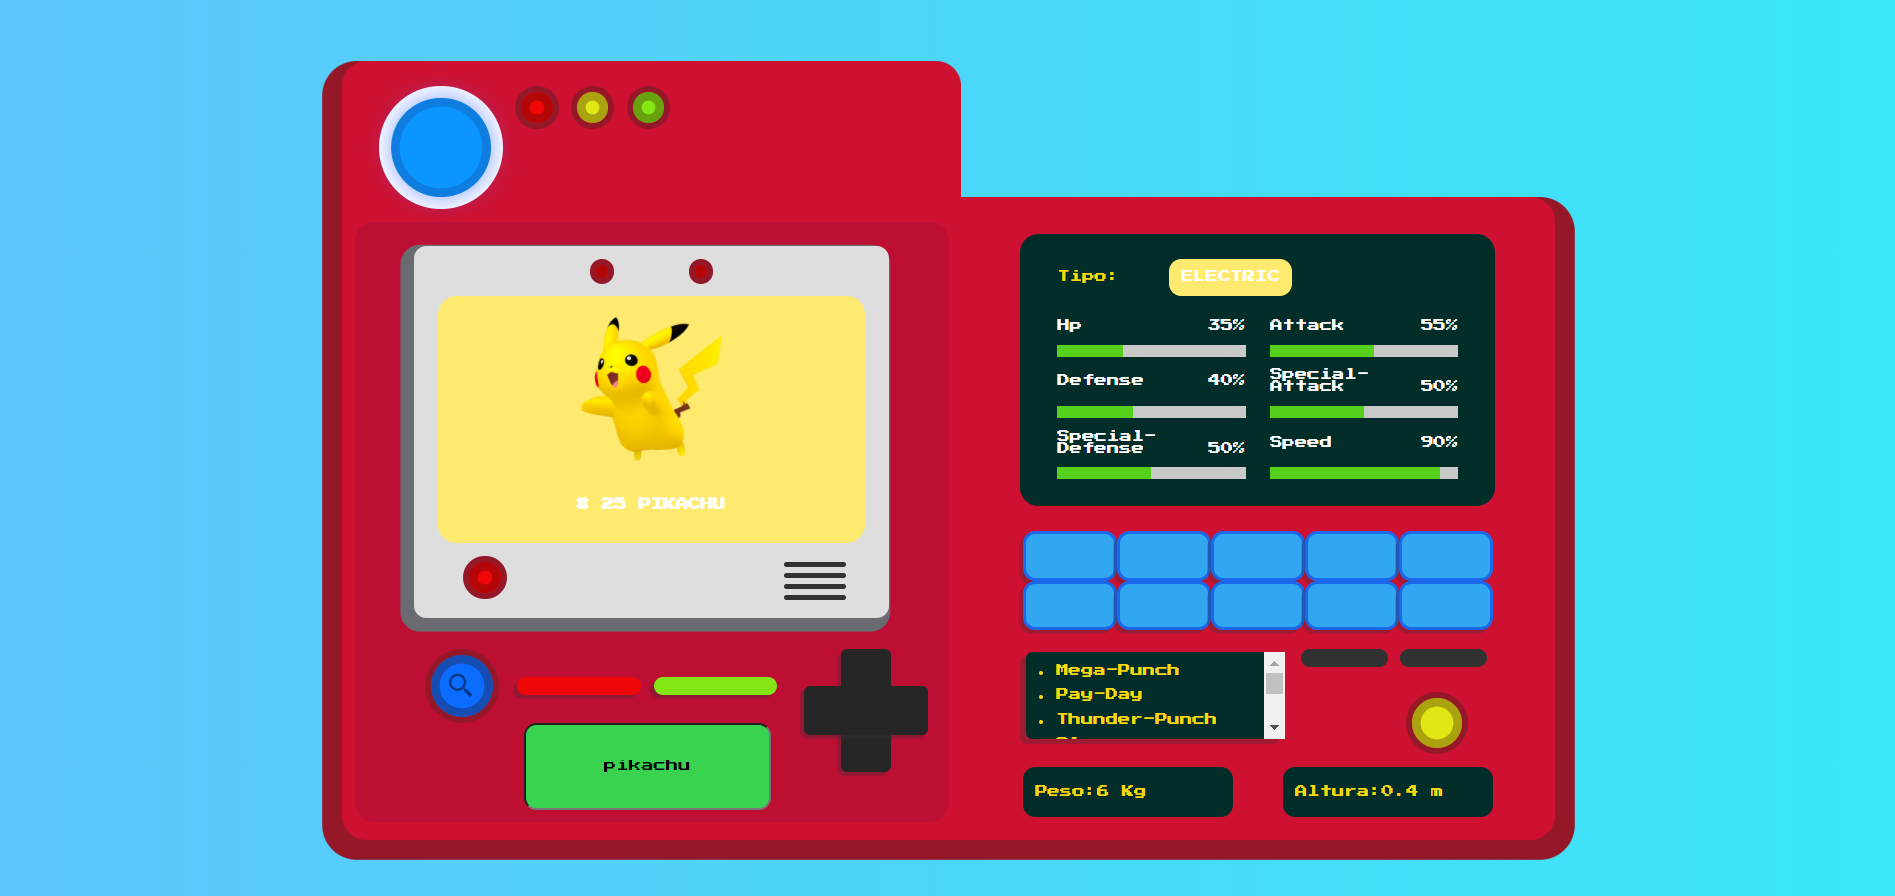 # 25 PIKACHU
pikachu
Tipo: ELECTRIC
Hp 35% Attack 55%
Defense 40% Special-Attack 50%
Special-Defense 50% Speed 90%
Mega-Punch
Pay-Day
Thunder-Punch
Peso:6 Kg
Altura:0.4 m